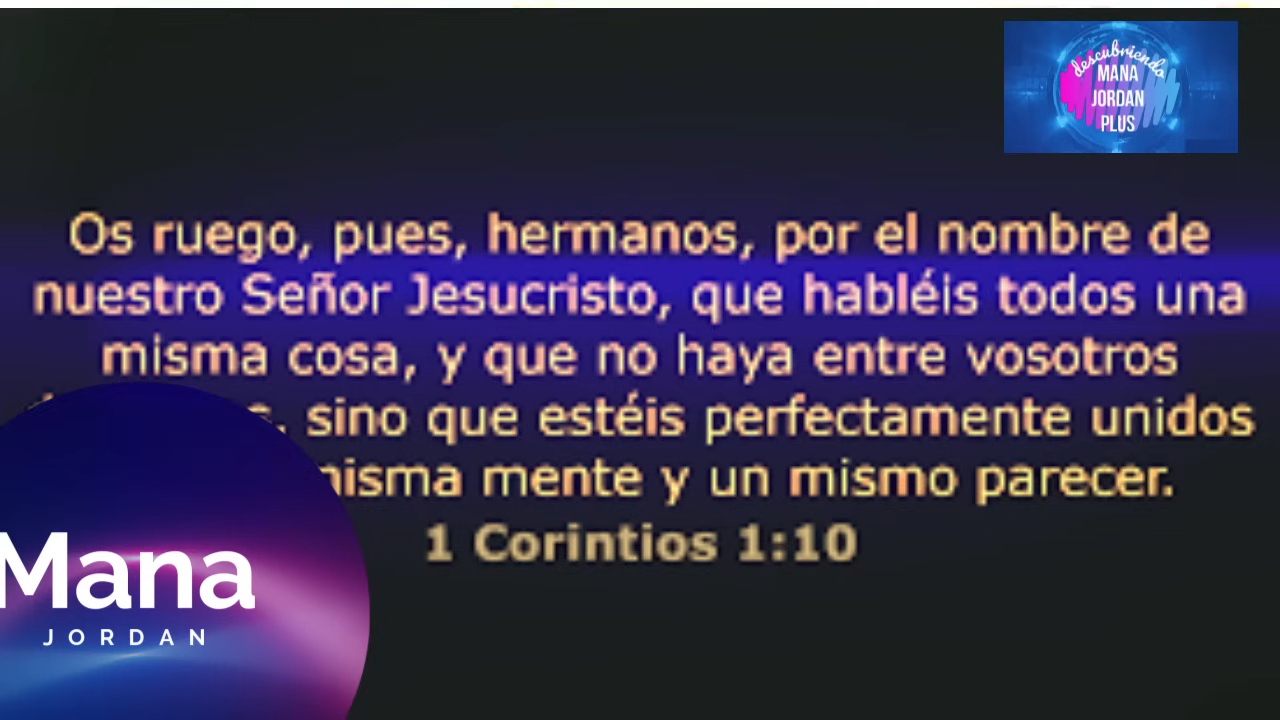 descubriendo
MANA
JORDAN
PLUS
Os ruego, pues, hermanos, por el nombre de
nuestro Señor Jesucristo, que habléis todos una
misma cosa, y que no haya entre vosotros
sino que estéis perfectamente unidos
misma mente y un mismo parecer.
1 Corintios 1:10
Mana
JORDAN